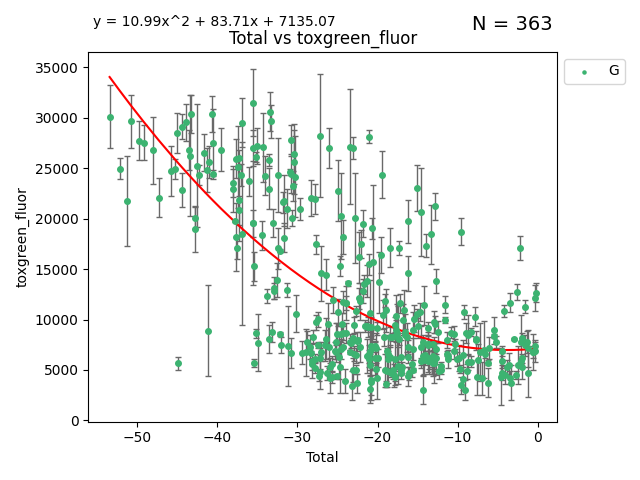 y = 10.99x^2 + 83.71x + 7135.07
N = 363
Total vs toxgreen_fluor
G
35000
30000
25000
20000
15000
10000
5000
0
toxgreen_fluor
−50 −40 −30 −20 −10 0
Total